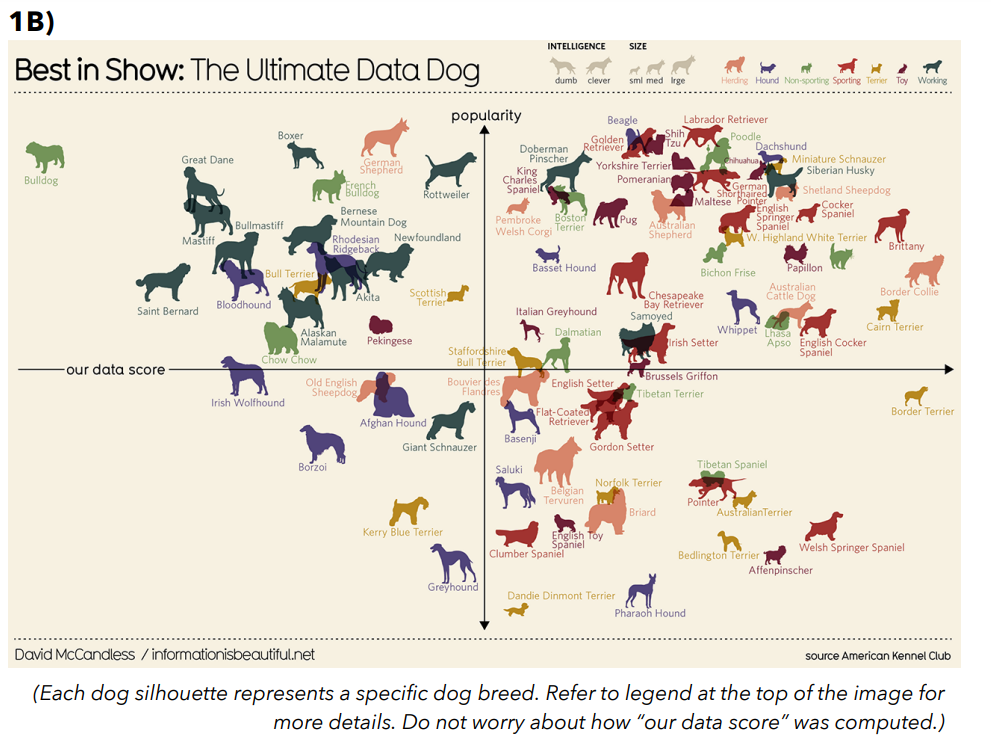 1B)
Best in Show: The Ultimate Data Dog
INTELLIGENCE
dumb
clever
SIZE
sml
med
lrge
Herding
Hound
Non-sporting
Sporting
Terrier
Toy
Working
popularity
our data score
Bulldog
Boxer
Great Dane
German
Shepherd
French
Bulldog
Rottweiler
Mastiff
Bullmastiff
Bernese
Mountain Dog
Rhodesian
Ridgeback
Newfoundland
Saint Bernard
Bloodhound
Bull Terrier
Akita
Scottish
Terrier
Alaskan
Malamute
Pekingese
Chow Chow
Beagle
Golden
Retriever
Shih
Tzu
Labrador Retriever
Poodle
Doberman
Pinscher
Yorkshire Terrier
Chihuahua
Dachshund
Miniature Schnauzer
Siberian Husky
King
Charles
Spaniel
Pomeranian
German
Shorthaired
Pointer
Maltese
Shetland Sheepdog
Pembroke
Welsh Corgi
Boston
Terrier
Pug
Australian
Shepherd
English
Springer
Spaniel
Cocker
Spaniel
Brittany
W. Highland White Terrier
Basset Hound
Bichon Frise
Papillon
Border Collie
Chesapeake
Bay Retriever
Australian
Cattle Dog
Whippet
Cairn Terrier
Italian Greyhound
Samoyed
Dalmatian
Irish Setter
Lhasa
Apso
English Cocker
Spaniel
Staffordshire
Bull Terrier
Brussels Griffon
Irish Wolfhound
Old English
Sheepdog
Afghan Hound
Bouvier des
Flandres
English Setter
Tibetan Terrier
Border Terrier
Flat-Coated
Retriever
Basenji
Gordon Setter
Giant Schnauzer
Borzoi
Saluki
Belgian
Tervuren
Norfolk Terrier
Briard
Tibetan Spaniel
Pointer
AustralianTerrier
Kerry Blue Terrier
Clumber Spaniel
English Toy
Spaniel
Bedlington Terrier
Welsh Springer Spaniel
Affenpinscher
Greyhound
Dandie Dinmont Terrier
Pharaoh Hound
David McCandless / informationisbeautiful.net
source American Kennel Club
(Each dog silhouette represents a specific dog breed. Refer to legend at the top of the image for
more details. Do not worry about how “our data score” was computed.)